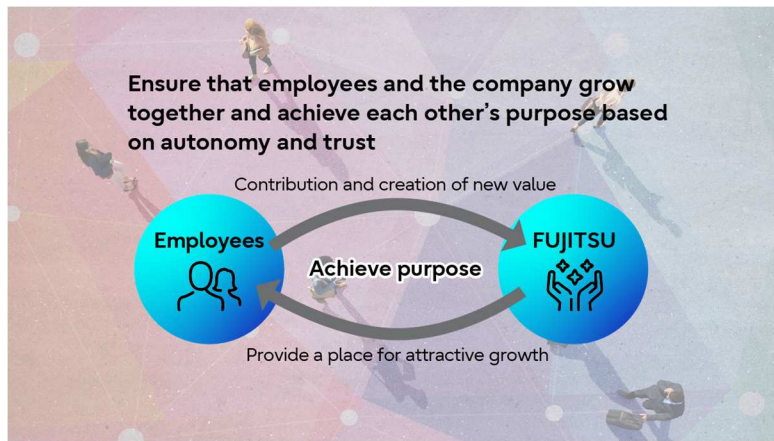 Ensure that employees and the company grow
together and achieve each other’s purpose based
on autonomy and trust
Contribution and creation of new value
Employees
FUJITSU
Achieve purpose
Provide a place for attractive growth